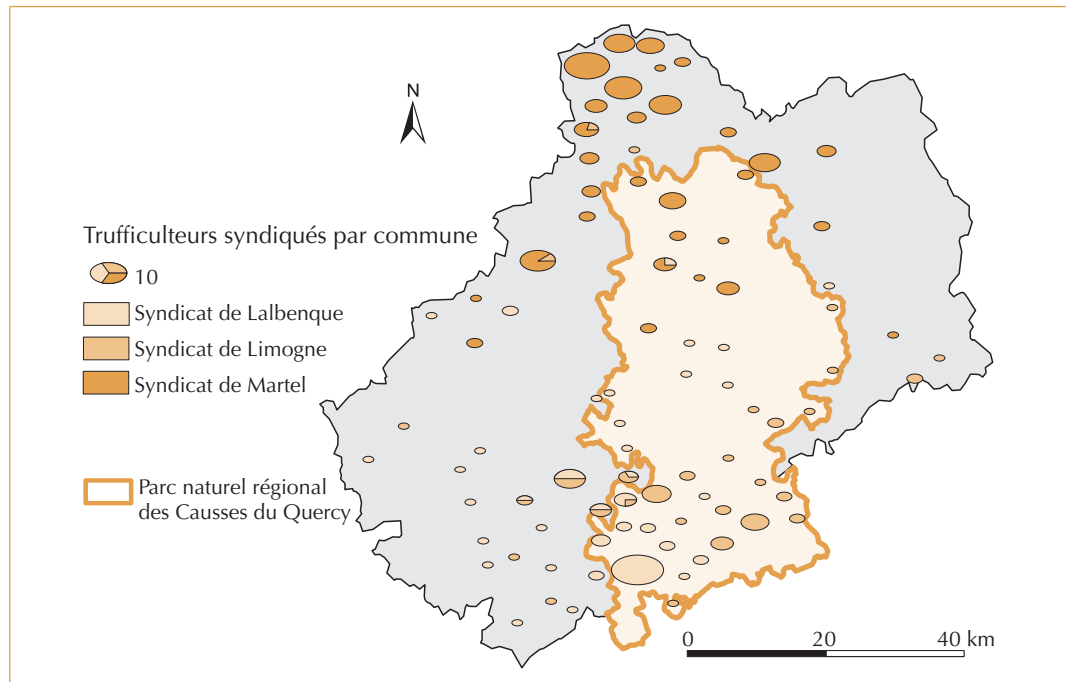 N
Trufficulteurs syndiqués par commune
10
Syndicat de Lalbenque
Syndicat de Limogne
Syndicat de Martel
Parc naturel régional
des Causses du Quercy
0 20 40 km